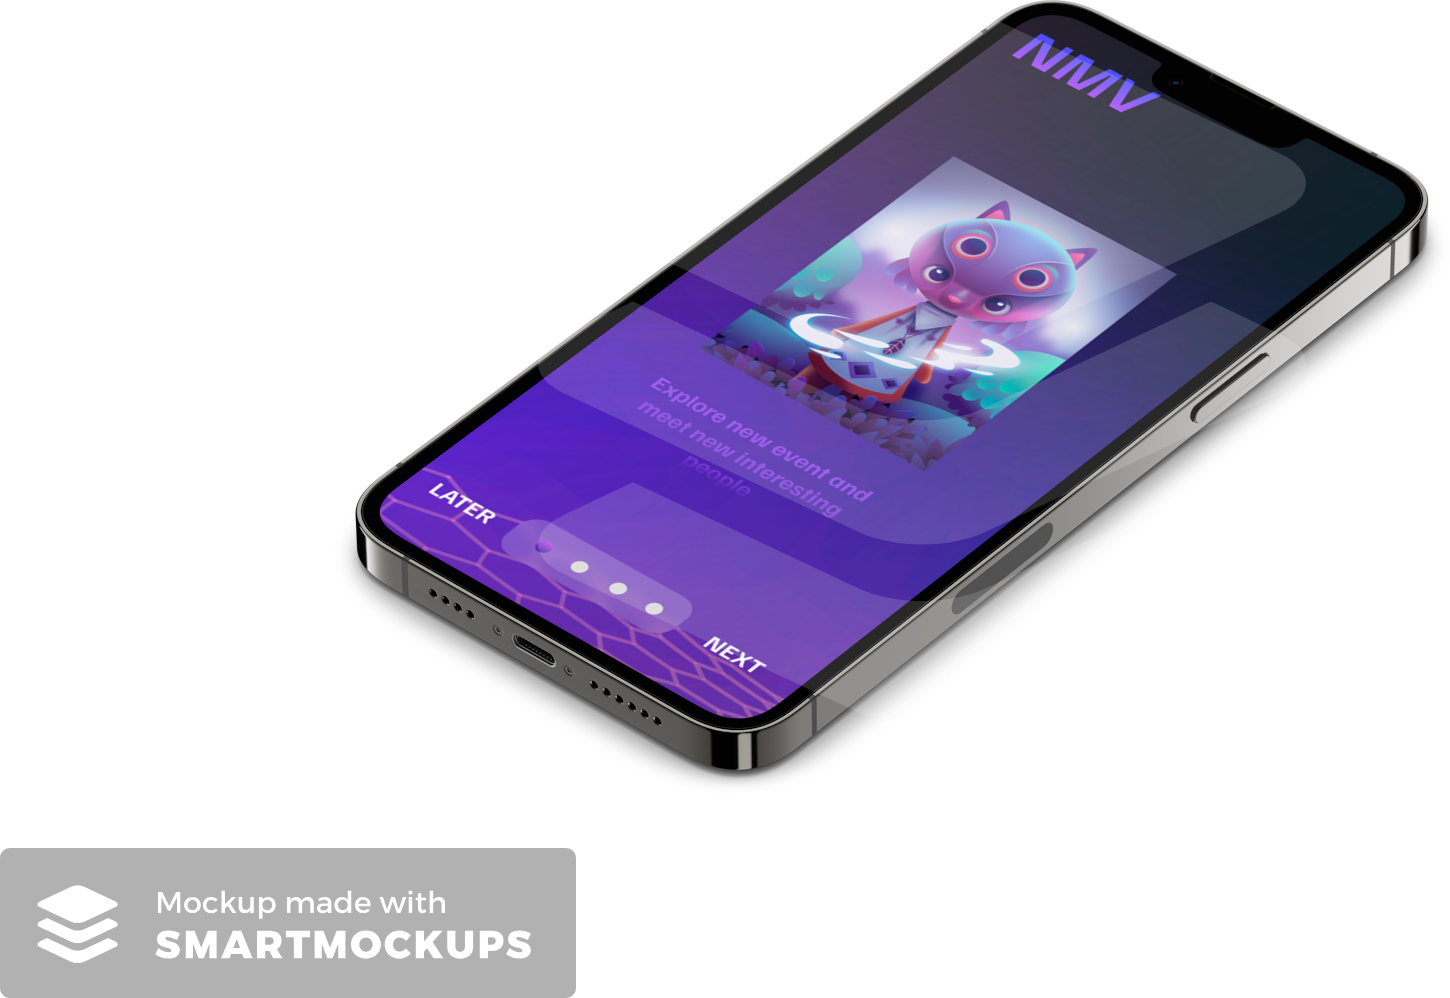 NMV
Explore new event and
meet new interesting
people
LATER
NEXT
Mockup made with
SMARTMOCKUPS